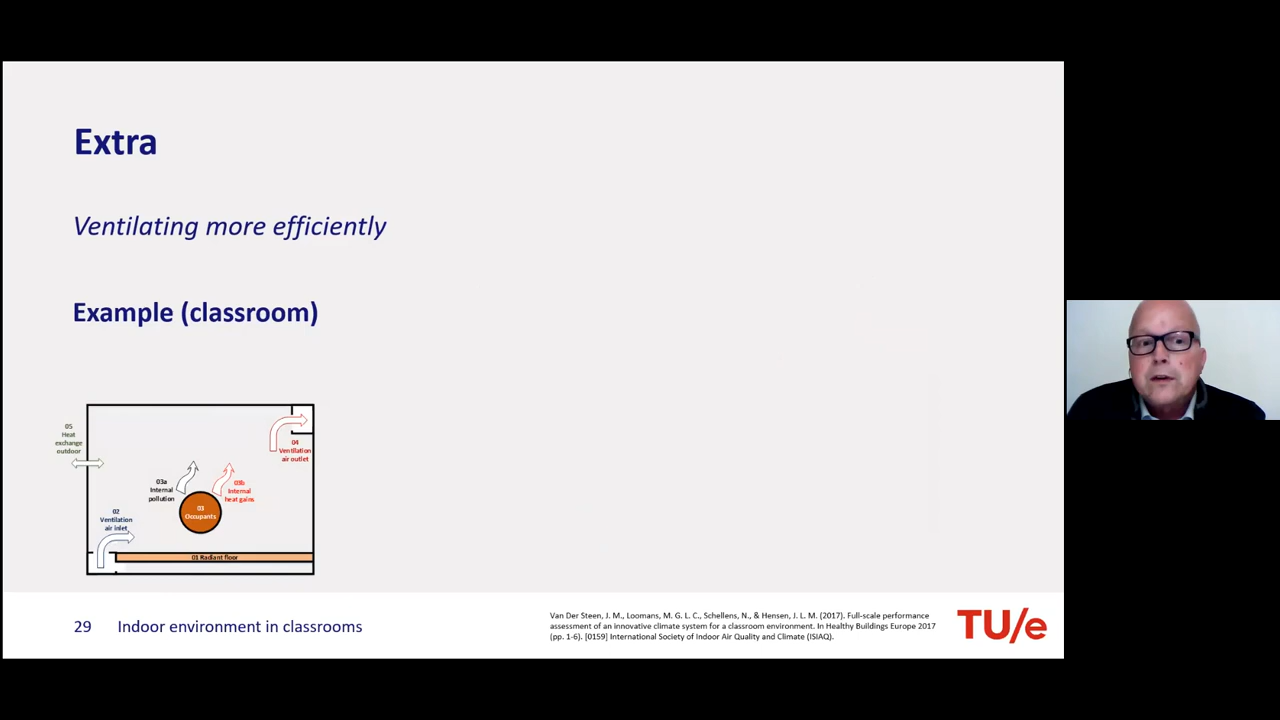 Extra
Ventilating more efficiently
Example (classroom)
05
Heat
exchange
outdoor
04
Ventilation
air outlet
03a
Internal
pollution
03b
Internal
heat gains
03
Occupants
02
Ventilation
air inlet
01 Radiant floor
29 Indoor environment in classrooms
Van Der Steen, J. M., Loomans, M. G. L. C., Schellens, N., & Hensen, J. L. M. (2017). Full-scale performance
assessment of an innovative climate system for a classroom environment. In Healthy Buildings Europe 2017
(pp. 1-6). [0159] International Society of Indoor Air Quality and Climate (ISIAQ).
TU/e